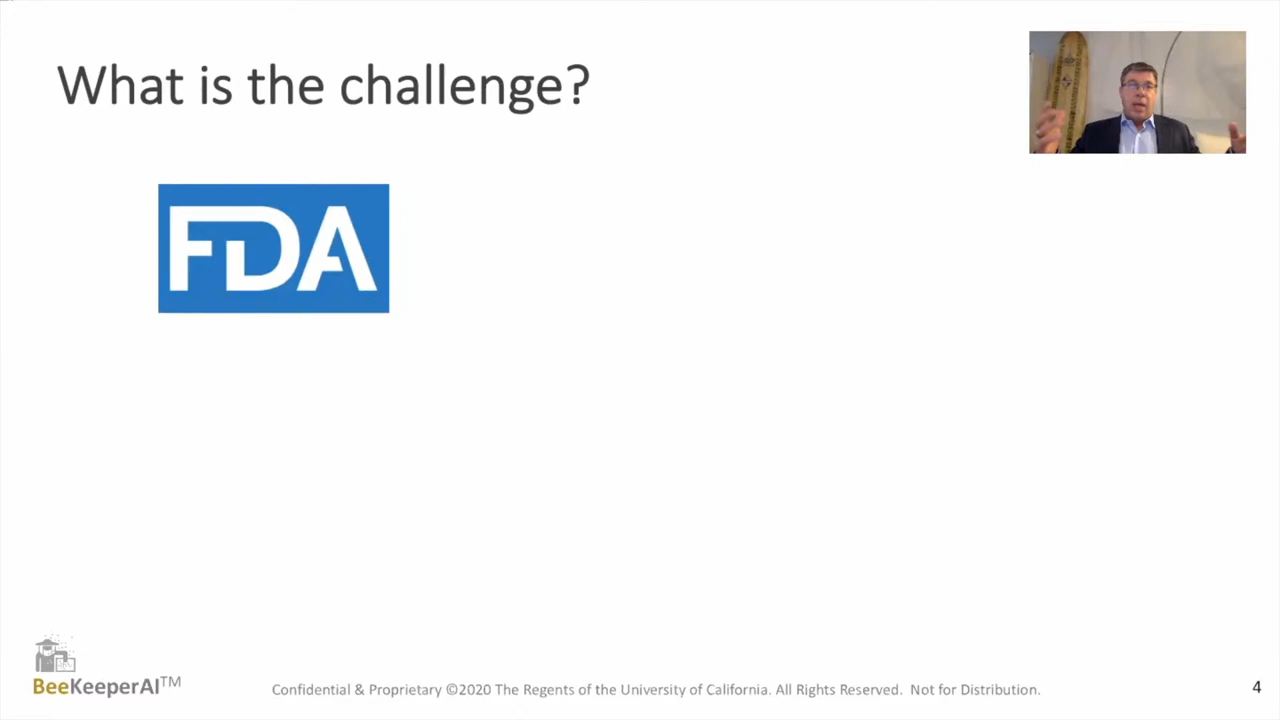 What is the challenge?
FDA
BeeKeeperAI™
Confidential & Proprietary ©2020 The Regents of the University of California. All Rights Reserved. Not for Distribution.
4